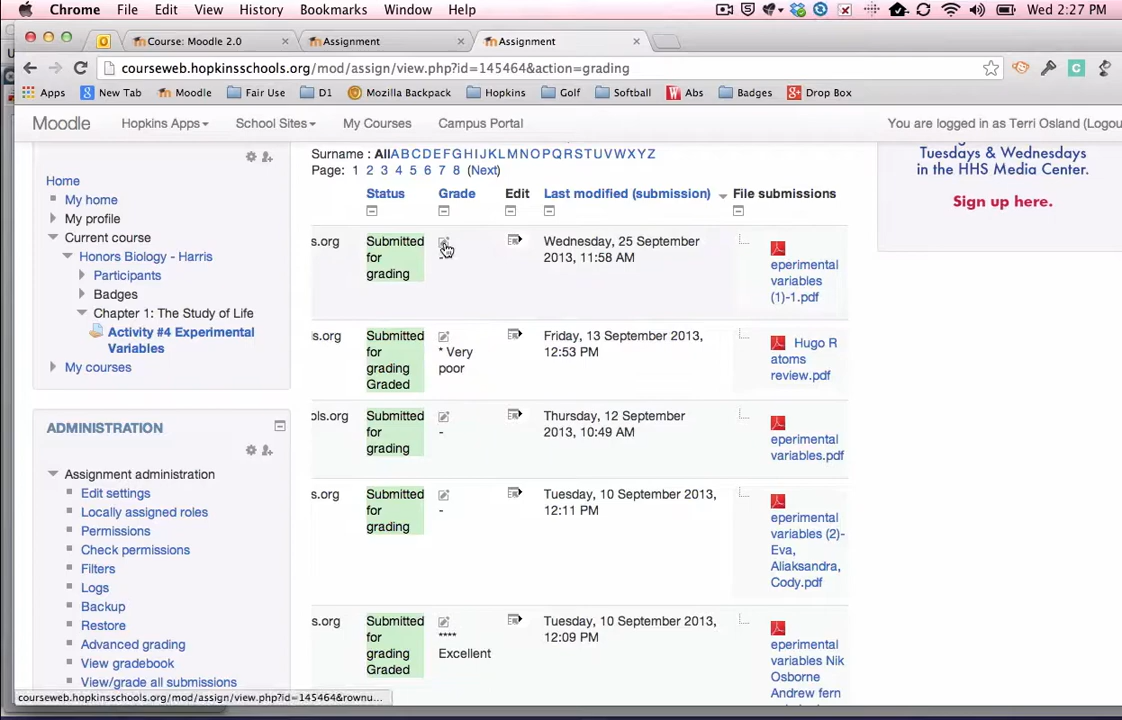 Chrome File Edit View History Bookmarks Window Help Wed 2:27 PM
Course: Moodle 2.0 Assignment Assignment
courseweb.hopkinsschools.org/mod/assign/view.php?id=145464&action=grading
Apps New Tab Moodle Fair Use D1 Mozilla Backpack Hopkins Golf Softball Abs Badges Drop Box
Moodle Hopkins Apps School Sites My Courses Campus Portal You are logged in as Terri Osland (Logou
Home
My home
My profile
Current course
Honors Biology - Harris
Participants
Badges
Chapter 1: The Study of Life
Activity #4 Experimental
Variables
My courses
ADMINISTRATION
Assignment administration
Edit settings
Locally assigned roles
Permissions
Check permissions
Filters
Logs
Backup
Restore
Advanced grading
View gradebook
View/grade all submissions
courseweb.hopkinsschools.org/mod/assign/view.php?id=145464&rownu...
Surname : All A B C D E F G H I J K L M N O P Q R S T U V W X Y Z
Page: 1 2 3 4 5 6 7 8 (Next)
Status Grade Edit Last modified (submission) File submissions
s.org
Submitted
for
grading
-
Wednesday, 25 September
2013, 11:58 AM
eperimental
variables
(1)-1.pdf
ls.org
Submitted
for
grading
Graded
* Very
poor
Friday, 13 September 2013,
12:53 PM
Hugo R
atoms
review.pdf
ols.org
Submitted
for
grading
-
Thursday, 12 September
2013, 10:49 AM
eperimental
variables.pdf
s.org
Submitted
for
grading
-
Tuesday, 10 September 2013,
12:11 PM
eperimental
variables (2)-
Eva,
Aliaksandra,
Cody.pdf
s.org
Submitted
for
grading
Graded
****
Excellent
Tuesday, 10 September 2013,
12:09 PM
eperimental
variables Nik
Osborne
Andrew fern
Tuesdays & Wednesdays
in the HHS Media Center.
Sign up here.